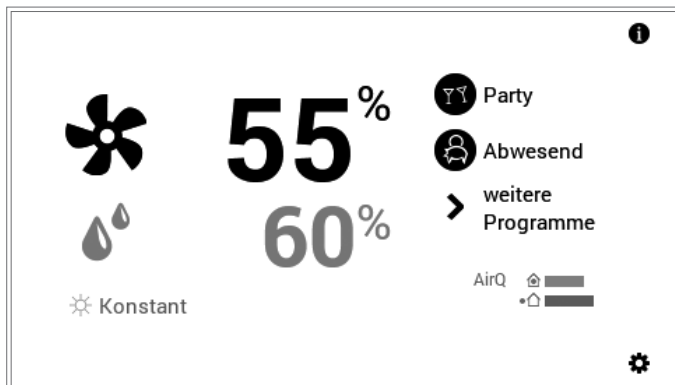 55%
Party
Abwesend
60%
weitere
Programme
AirQ
Konstant